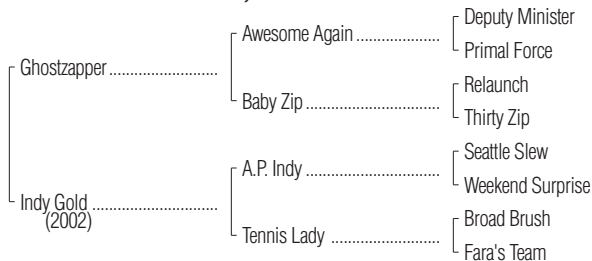 Deputy Minister
Awesome Again ..................
Primal Force
Ghostzapper ........................
Relaunch
Baby Zip .............................
Thirty Zip
Seattle Slew
A.P. Indy .............................
Weekend Surprise
Indy Gold ...........................
(2002)
Broad Brush
Tennis Lady .......................
Fara's Team